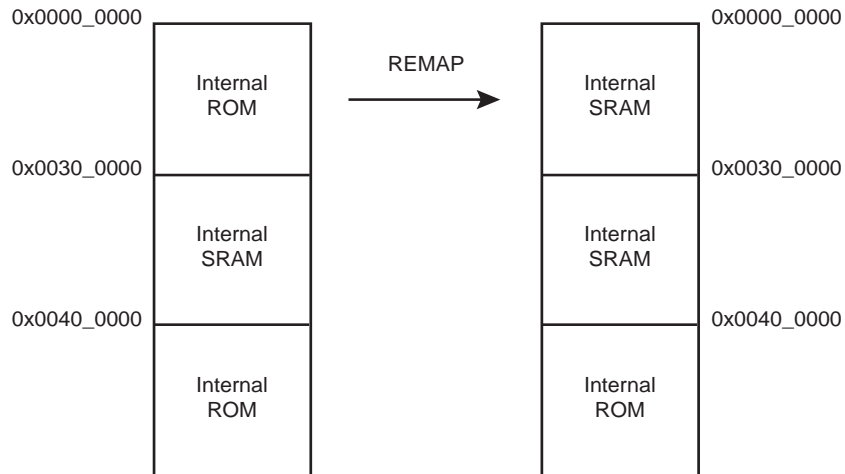 0x0000_0000
Internal
ROM
0x0030_0000
Internal
SRAM
0x0040_0000
Internal
ROM
REMAP
0x0000_0000
Internal
SRAM
0x0030_0000
Internal
SRAM
0x0040_0000
Internal
ROM